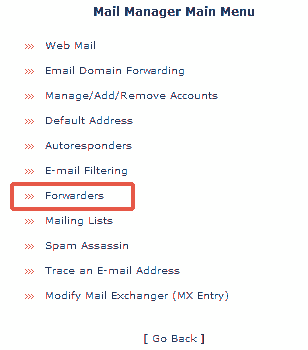 Mail Manager Main Menu
»» Web Mail
»» Email Domain Forwarding
»» Manage/Add/Remove Accounts
»» Default Address
»» Autoresponders
»» E-mail Filtering
»» Forwarders
»» Mailing Lists
»» Spam Assassin
»» Trace an E-mail Address
»» Modify Mail Exchanger (MX Entry)
[ Go Back ]